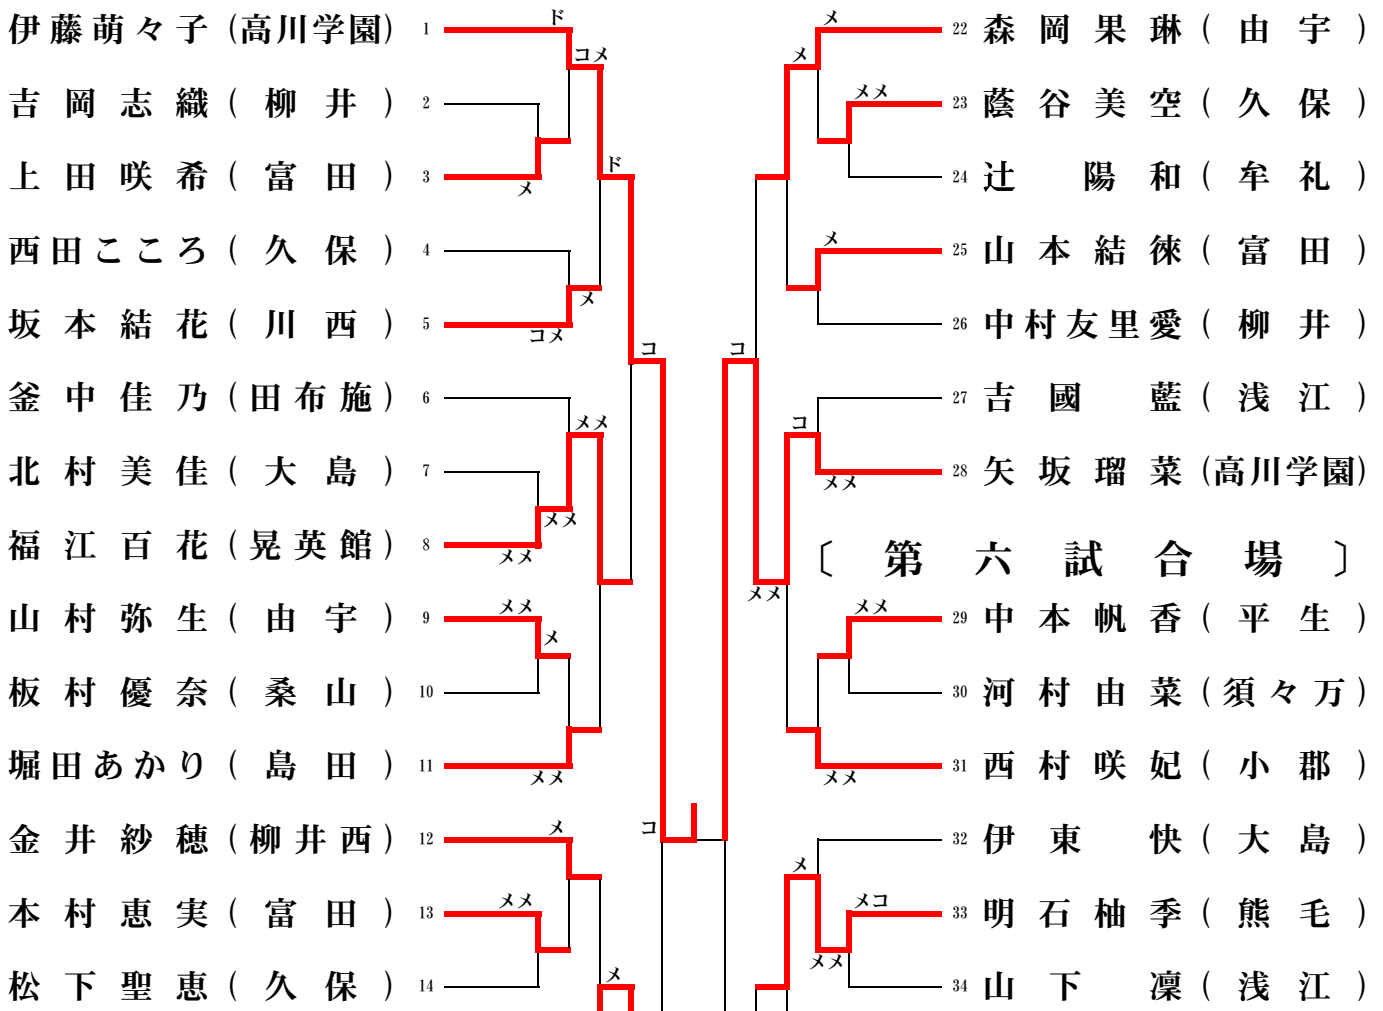 伊藤萌々子(高川学園) 1
吉岡志織(柳井) 2
上田咲希(富田) 3
西田こころ(久保) 4
坂本結花(川西) 5
釜中佳乃(田布施) 6
北村美佳(大島) 7
福江百花(晃英館) 8
山村弥生(由宇) 9
板村優奈(桑山) 10
堀田あかり(島田) 11
金井紗穂(柳井西) 12
本村恵実(富田) 13
松下聖恵(久保) 14
ド
コメ
メ
ド
メ
コメ
コ
メメ
メメ
メメ
メメ
メ
メメ
メ
コ
メメ
メ
メ
メ
メメ
メ
コ
コ
メメ
メメ
メメ
メメ
メ
メコ
メメ
22 森岡果琳(由宇)
23 蔭谷美空(久保)
24 辻陽和(牟礼)
25 山本結徠(富田)
26 中村友里愛(柳井)
27 吉國藍(浅江)
28 矢坂瑠菜(高川学園)
〔第六試合場〕
29 中本帆香(平生)
30 河村由菜(須々万)
31 西村咲妃(小郡)
32 伊東快(大島)
33 明石柚季(熊毛)
34 山下凜(浅江)